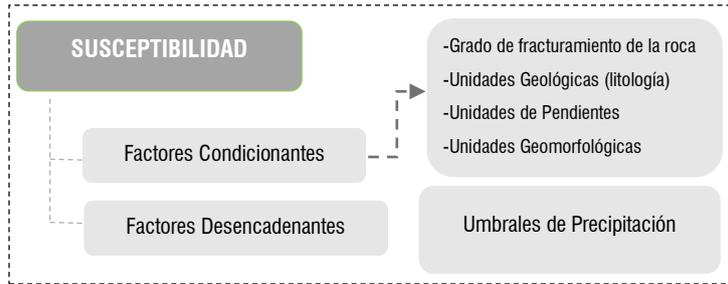 SUSCEPTIBILIDAD
Factores Condicionantes
Factores Desencadenantes
-Grado de fracturamiento de la roca
-Unidades Geológicas (litología)
-Unidades de Pendientes
-Unidades Geomorfológicas
Umbrales de Precipitación